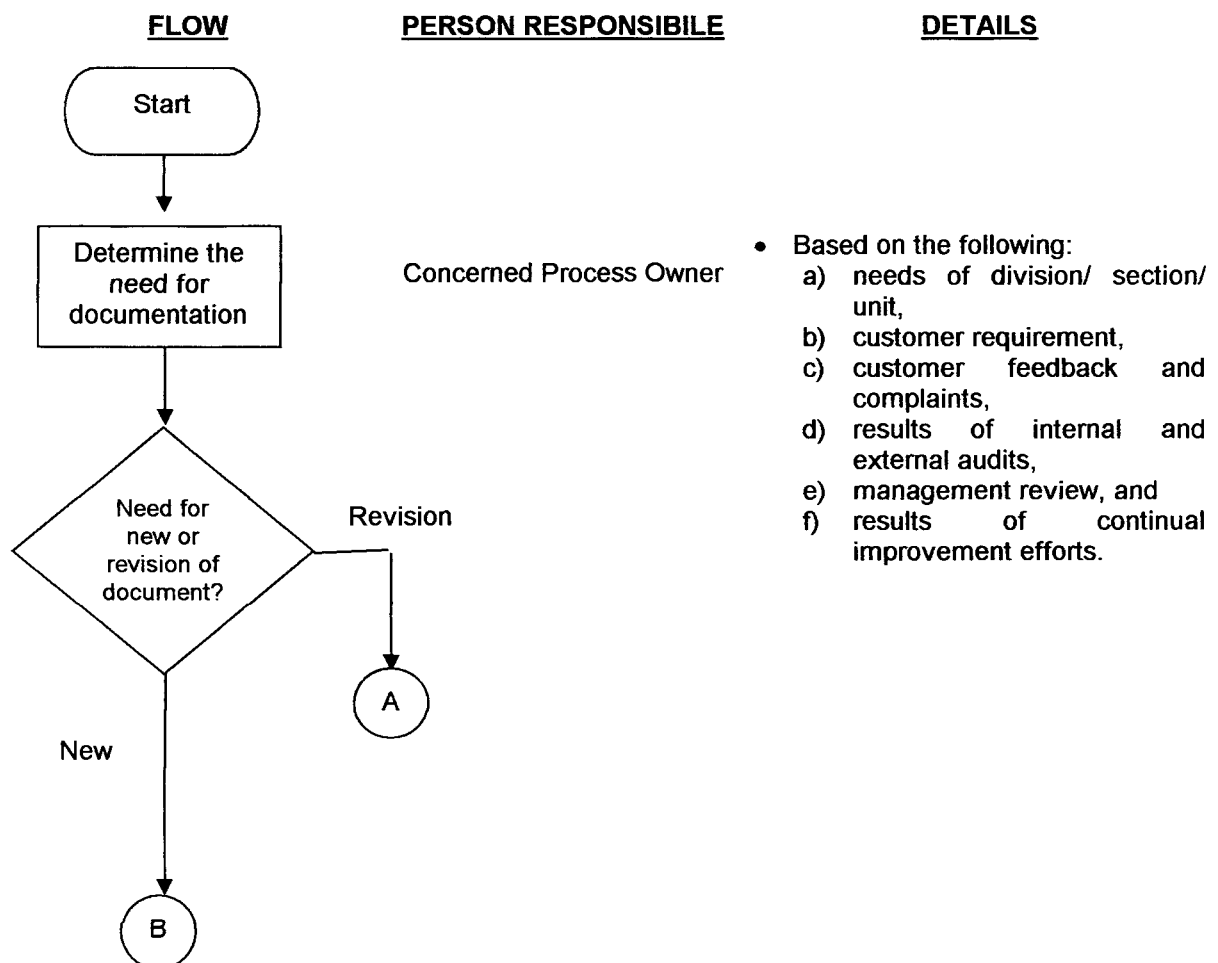 FLOW
PERSON RESPONSIBILE
DETAILS
Start
Determine the
need for
documentation
Concerned Process Owner
• Based on the following:
a) needs of division/ section/
unit,
b) customer requirement,
c) customer feedback and
complaints,
d) results of internal and
external audits,
e) management review, and
f) results of continual
improvement efforts.
Need for
new or
revision of
document?
Revision
A
New
B